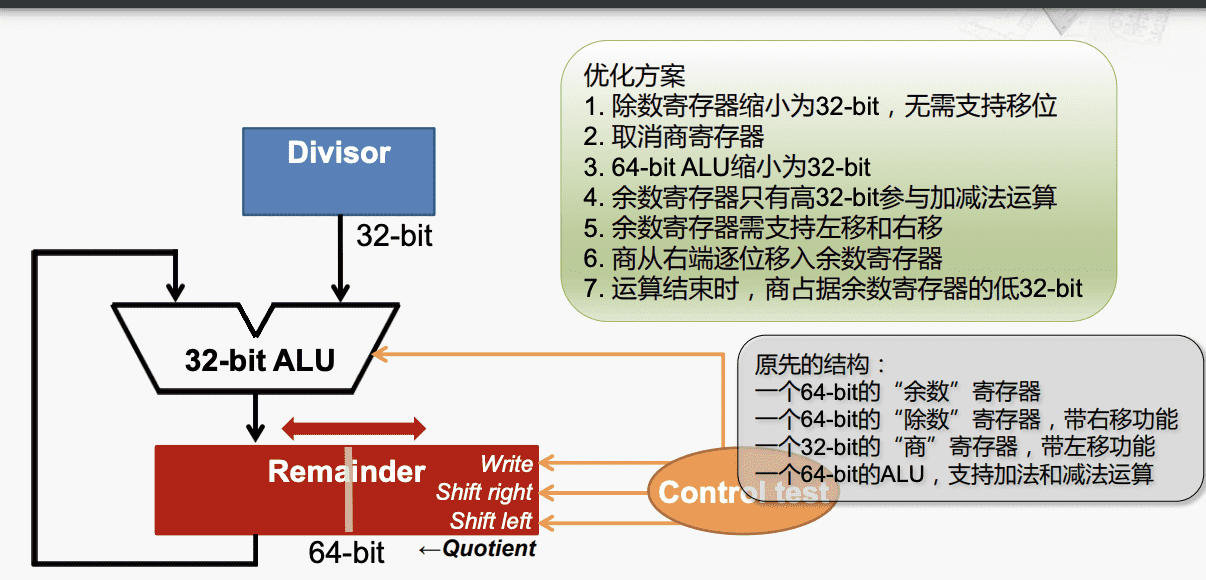 优化方案
1. 除数寄存器缩小为32-bit，无需支持移位
2. 取消商寄存器
3. 64-bit ALU缩小为32-bit
4. 余数寄存器只有高32-bit参与加减法运算
5. 余数寄存器需支持左移和右移
6. 商从右端逐位移入余数寄存器
7. 运算结束时，商占据余数寄存器的低32-bit
Divisor
32-bit
32-bit ALU
原先的结构：
一个64-bit的“余数”寄存器
一个64-bit的“除数”寄存器，带右移功能
一个32-bit的“商”寄存器，带左移功能
一个64-bit的ALU，支持加法和减法运算
Remainder
Write
Shift right
Shift left
Control test
64-bit
←Quotient